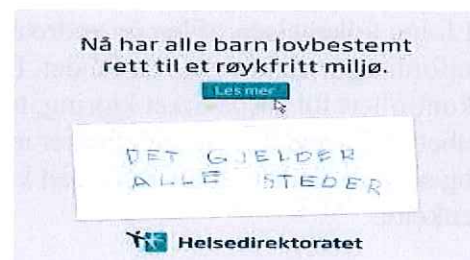 Nå har alle barn lovbestemt
rett til et røykfritt miljø.
Les mer
DET GJELDER
ALLE STEDER
Helsedirektoratet